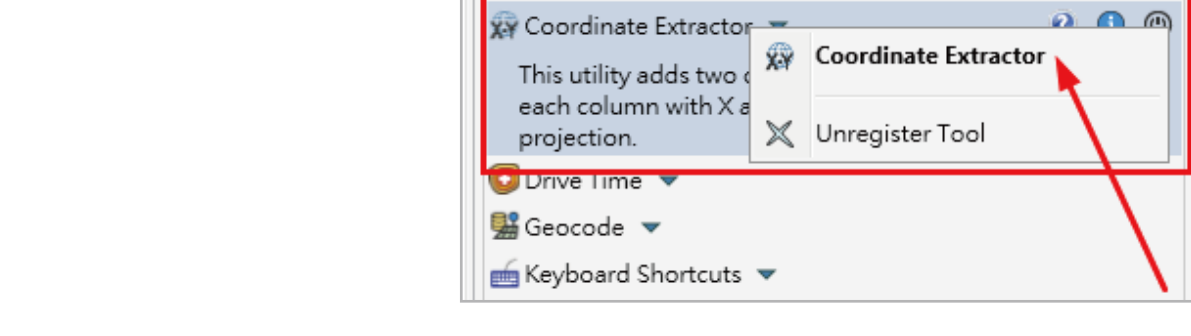 Coordinate Extractor
Coordinate Extractor
This utility adds two
each column with X a
projection.
Unregister Tool
Drive Time
Geocode
Keyboard Shortcuts